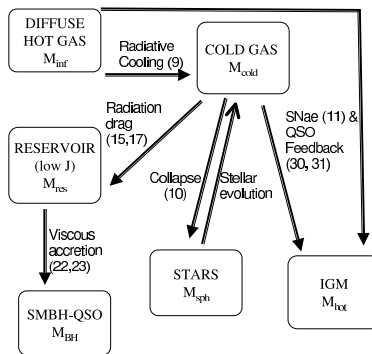 DIFFUSE
HOT GAS
M_inf
Radiative
Cooling (9)
COLD GAS
M_cold
Radiation
drag
(15,17)
SNae (11) &
QSO
Feedback
(30, 31)
RESERVOIR
(low J)
M_res
Collapse
(10)
Stellar
evolution
Viscous
accretion
(22,23)
STARS
M_sph
IGM
M_hot
SMBH-QSO
M_BH